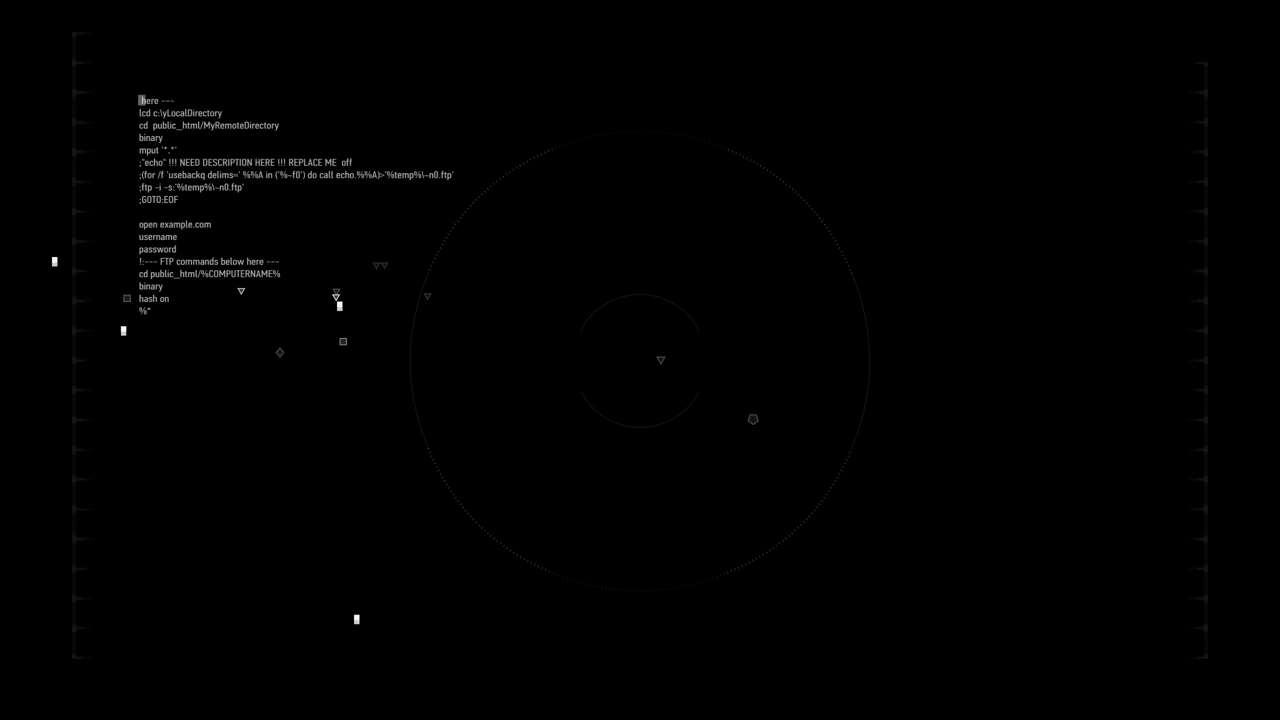 here ---
lcd c:\yLocalDirectory
cd  public_html/MyRemoteDirectory
binary
mput '*.*'
;"echo" !!! NEED DESCRIPTION HERE !!! REPLACE ME  off
;(for /f 'usebackq delims=' %%A in ('%~f0') do call echo.%%A)>'%temp%\~n0.ftp'
;ftp -i -s:'%temp%\~n0.ftp'
;GOTO:EOF

open example.com
username
password
!:--- FTP commands below here ---
cd public_html/%COMPUTERNAME%
binary
hash on
%*